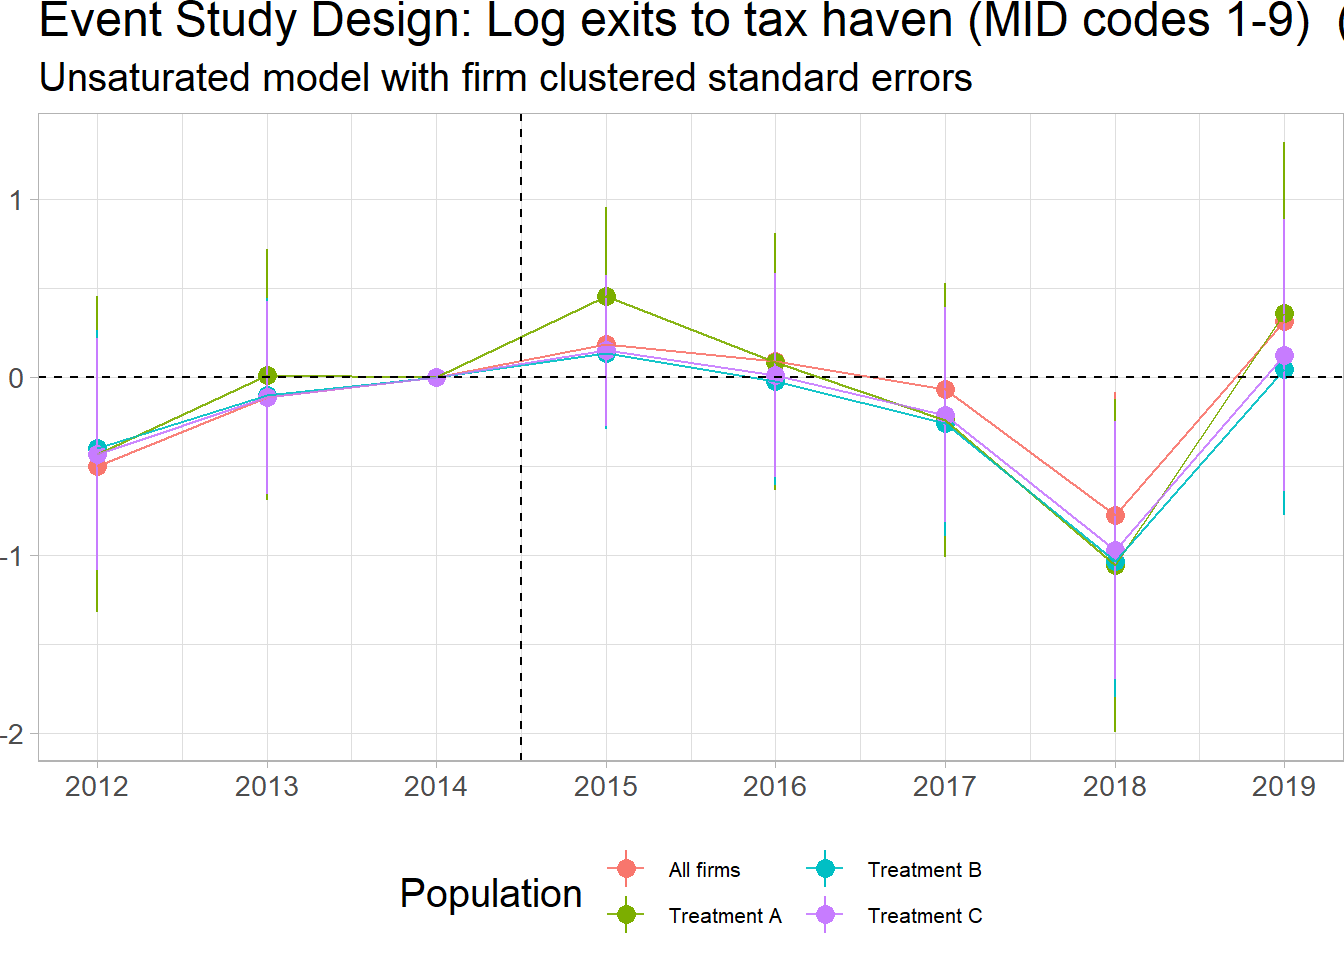 Event Study Design: Log exits to tax haven (MID codes 1-9) (
Unsaturated model with firm clustered standard errors
1
0
-1
-2
2012 2013 2014 2015 2016 2017 2018 2019
Population
All firms
Treatment B
Treatment A
Treatment C